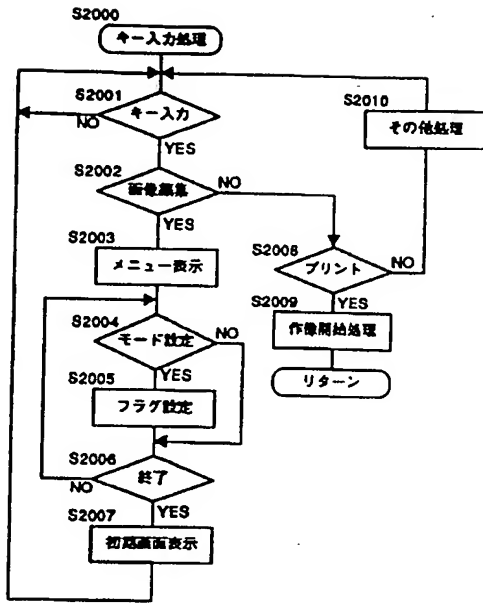 S2000
キー入力処理
S2001
キー入力
NO
YES
S2002
画像編集
NO
YES
S2003
メニュー表示
S2004
モード設定
NO
YES
S2005
フラグ設定
S2006
終了
NO
YES
S2007
初期画面表示
S2010
その他処理
S2008
プリント
NO
YES
S2009
作像開始処理
リターン